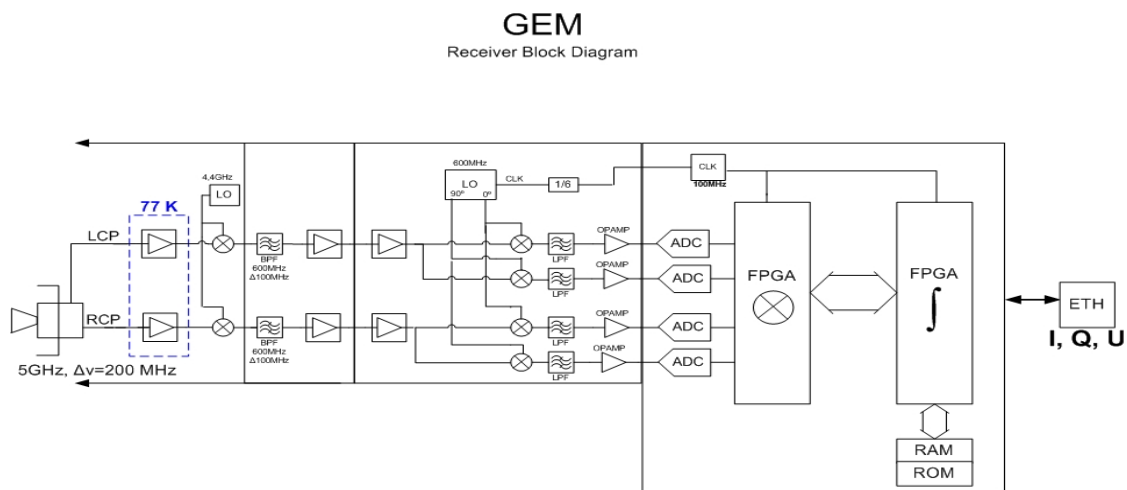 GEM
Receiver Block Diagram
600MHz
4,4GHz
LO
LO
90º 0º
CLK
1/6
CLK
100MHz
77 K
LCP
BPF
600MHz
Δ100MHz
LPF
OPAMP
ADC
LPF
OPAMP
ADC
RCP
BPF
600MHz
Δ100MHz
LPF
OPAMP
ADC
LPF
OPAMP
ADC
5GHz, Δν=200 MHz
FPGA
FPGA
∫
ETH
I, Q, U
RAM
ROM